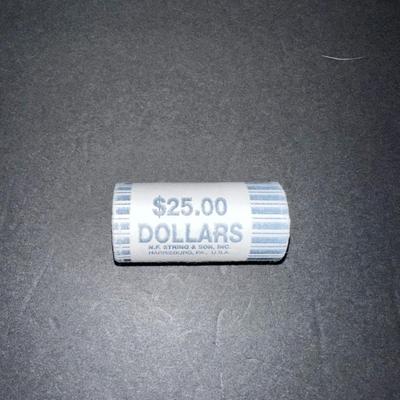 $25.00
DOLLARS
N.F. STRING & SON, INC.
HARRISBURG, PA., U.S.A.